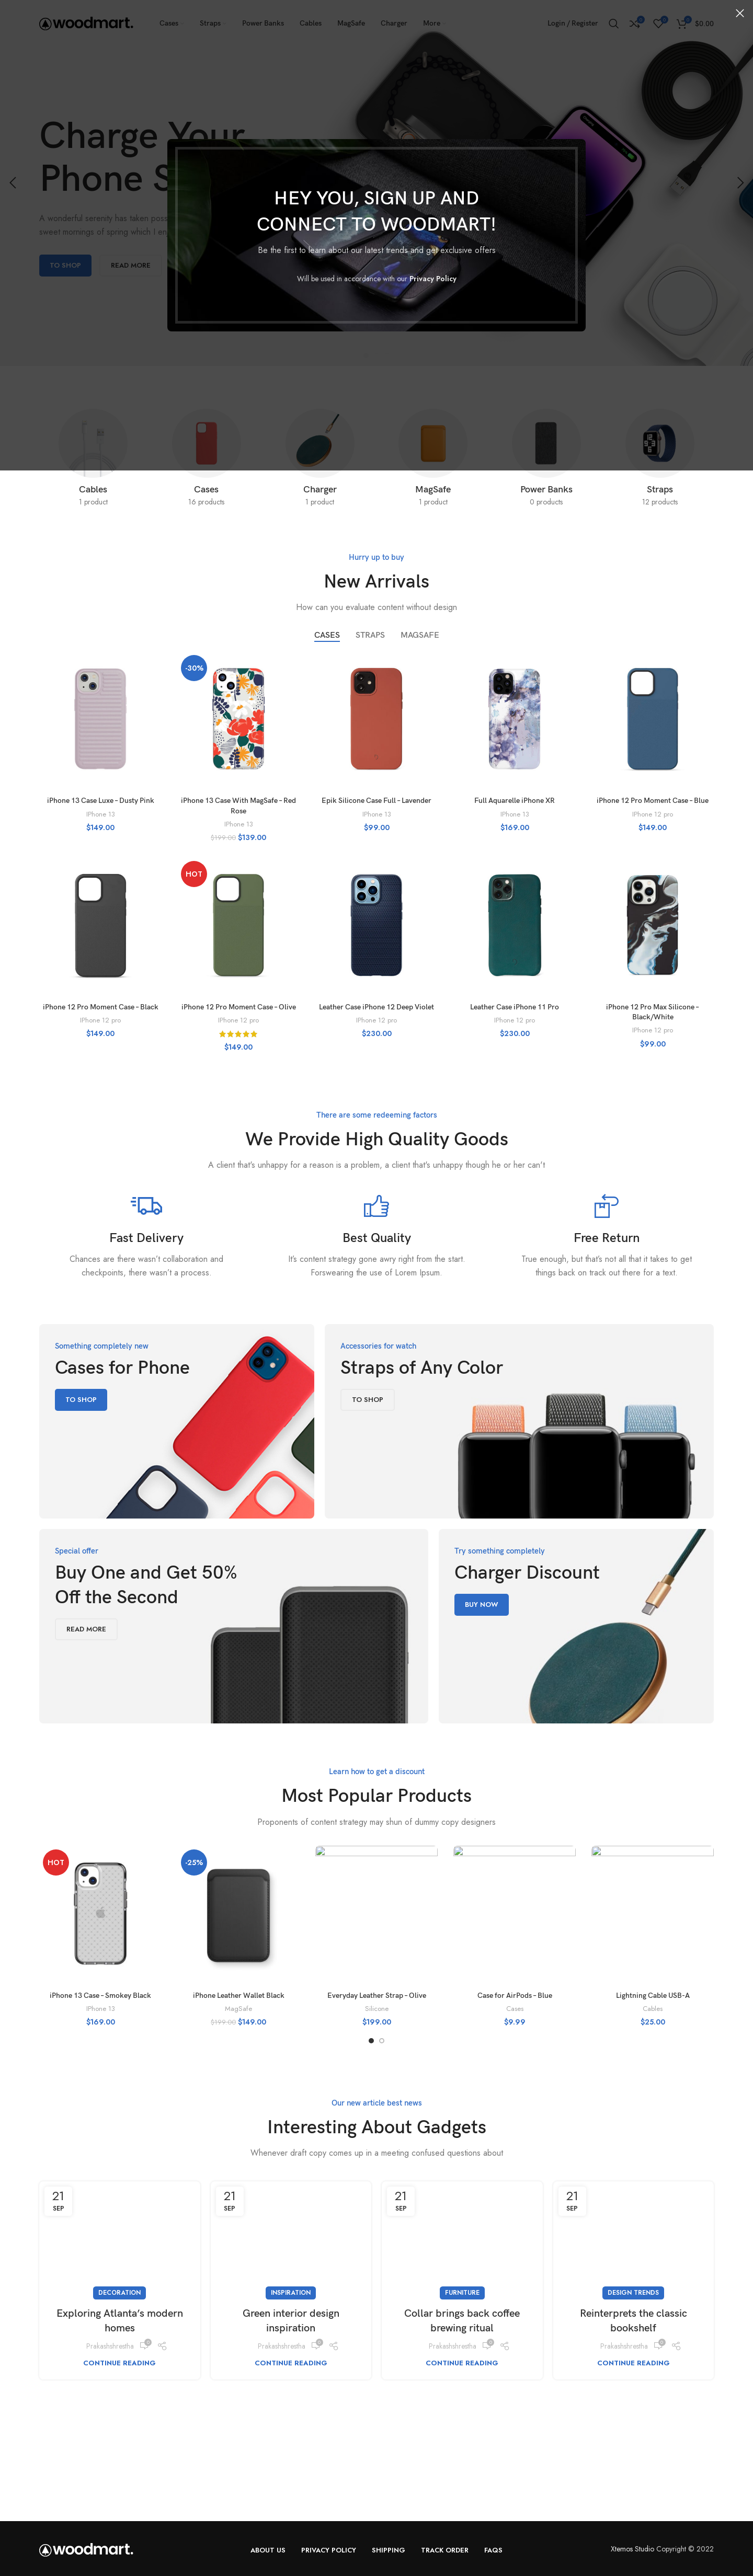 woodmart.
Cases
Straps
Power Banks
Cables
MagSafe
Charger
More
Login / Register
0
0
0
$0.00
Charge Your
Phone S
A wonderful serenity has taken poss
sweet mornings of spring which I en
TO SHOP
READ MORE
HEY YOU, SIGN UP AND
CONNECT TO WOODMART!
Be the first to learn about our latest trends and get exclusive offers
Will be used in accordance with our Privacy Policy
Cables
1 product
Cases
16 products
Charger
1 product
MagSafe
1 product
Power Banks
0 products
Straps
12 products
Hurry up to buy
New Arrivals
How can you evaluate content without design
CASES
STRAPS
MAGSAFE
iPhone 13 Case Luxe – Dusty Pink
IPhone 13
$149.00
-30%
iPhone 13 Case With MagSafe – Red
Rose
IPhone 13
$199.00 $139.00
Epik Silicone Case Full – Lavender
IPhone 13
$99.00
Full Aquarelle iPhone XR
IPhone 13
$169.00
iPhone 12 Pro Moment Case – Blue
IPhone 12 pro
$149.00
iPhone 12 Pro Moment Case – Black
IPhone 12 pro
$149.00
HOT
iPhone 12 Pro Moment Case – Olive
IPhone 12 pro
$149.00
Leather Case iPhone 12 Deep Violet
IPhone 12 pro
$230.00
Leather Case iPhone 11 Pro
IPhone 12 pro
$230.00
iPhone 12 Pro Max Silicone –
Black/White
IPhone 12 pro
$99.00
There are some redeeming factors
We Provide High Quality Goods
A client that's unhappy for a reason is a problem, a client that's unhappy though he or her can't
Fast Delivery
Chances are there wasn't collaboration and
checkpoints, there wasn't a process.
Best Quality
It's content strategy gone awry right from the start.
Forswearing the use of Lorem Ipsum.
Free Return
True enough, but that's not all that it takes to get
things back on track out there for a text.
Something completely new
Cases for Phone
TO SHOP
Accessories for watch
Straps of Any Color
TO SHOP
Special offer
Buy One and Get 50%
Off the Second
READ MORE
Try something completely
Charger Discount
BUY NOW
Learn how to get a discount
Most Popular Products
Proponents of content strategy may shun of dummy copy designers
HOT
iPhone 13 Case – Smokey Black
IPhone 13
$169.00
-25%
iPhone Leather Wallet Black
MagSafe
$199.00 $149.00
Everyday Leather Strap – Olive
Silicone
$199.00
Case for AirPods – Blue
Cases
$9.99
Lightning Cable USB-A
Cables
$25.00
Our new article best news
Interesting About Gadgets
Whenever draft copy comes up in a meeting confused questions about
21
SEP
DECORATION
Exploring Atlanta's modern
homes
Prakashshrestha
0
CONTINUE READING
21
SEP
INSPIRATION
Green interior design
inspiration
Prakashshrestha
0
CONTINUE READING
21
SEP
FURNITURE
Collar brings back coffee
brewing ritual
Prakashshrestha
0
CONTINUE READING
21
SEP
DESIGN TRENDS
Reinterprets the classic
bookshelf
Prakashshrestha
0
CONTINUE READING
woodmart.
ABOUT US
PRIVACY POLICY
SHIPPING
TRACK ORDER
FAQS
Xtemos Studio Copyright © 2022